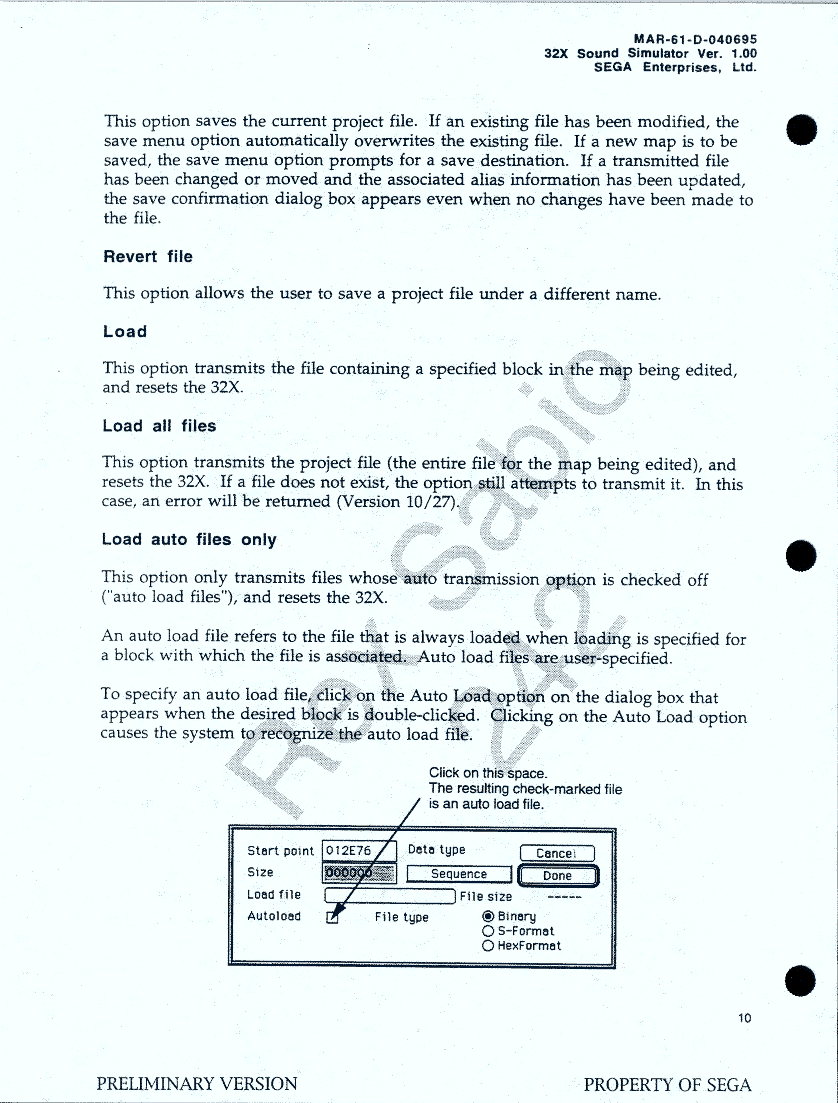 MAR-61-D-040695
32X Sound Simulator Ver. 1.00
SEGA Enterprises, Ltd.
This option saves the current project file. If an existing file has been modified, the
save menu option automatically overwrites the existing file. If a new map is to be
saved, the save menu option prompts for a save destination. If a transmitted file
has been changed or moved and the associated alias information has been updated,
the save confirmation dialog box appears even when no changes have been made to
the file.
Revert file
This option allows the user to save a project file under a different name.
Load
This option transmits the file containing a specified block in the map being edited,
and resets the 32X.
Load all files
This option transmits the project file (the entire file for the map being edited), and
resets the 32X. If a file does not exist, the option still attempts to transmit it. In this
case, an error will be returned (Version 10/27).
Load auto files only
This option only transmits files whose auto transmission option is checked off
("auto load files"), and resets the 32X.
An auto load file refers to the file that is always loaded when loading is specified for
a block with which the file is associated. Auto load files are user-specified.
To specify an auto load file, click on the Auto Load option on the dialog box that
appears when the desired block is double-clicked. Clicking on the Auto Load option
causes the system to recognize the auto load file.
Rex Sabio
242
Click on this space.
The resulting check-marked file
is an auto load file.
Start point 012E76 Data type Cancel
Size 000000 Sequence Done
Load file File size -----
Autoload File type Binary
S-Format
HexFormat
10
PRELIMINARY VERSION PROPERTY OF SEGA